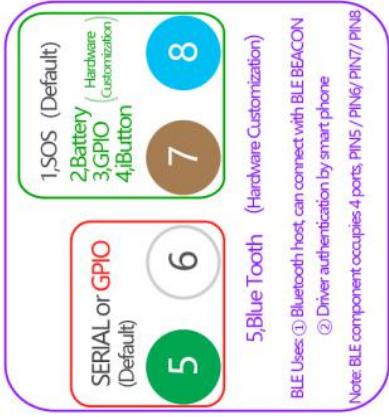 SERIAL or GPIO
(Default)
5
6
1,SOS (Default)
2,Battery
3,GPIO
4,iButton
(Hardware
Customization)
7
8
5,Blue Tooth (Hardware Customization)
BLE Uses: ① Bluetooth host, can connect with BLE BEACON
② Driver authentication by smart phone
Note: BLE component occupies 4 ports, PIN5 / PIN6/ PIN7/ PIN8